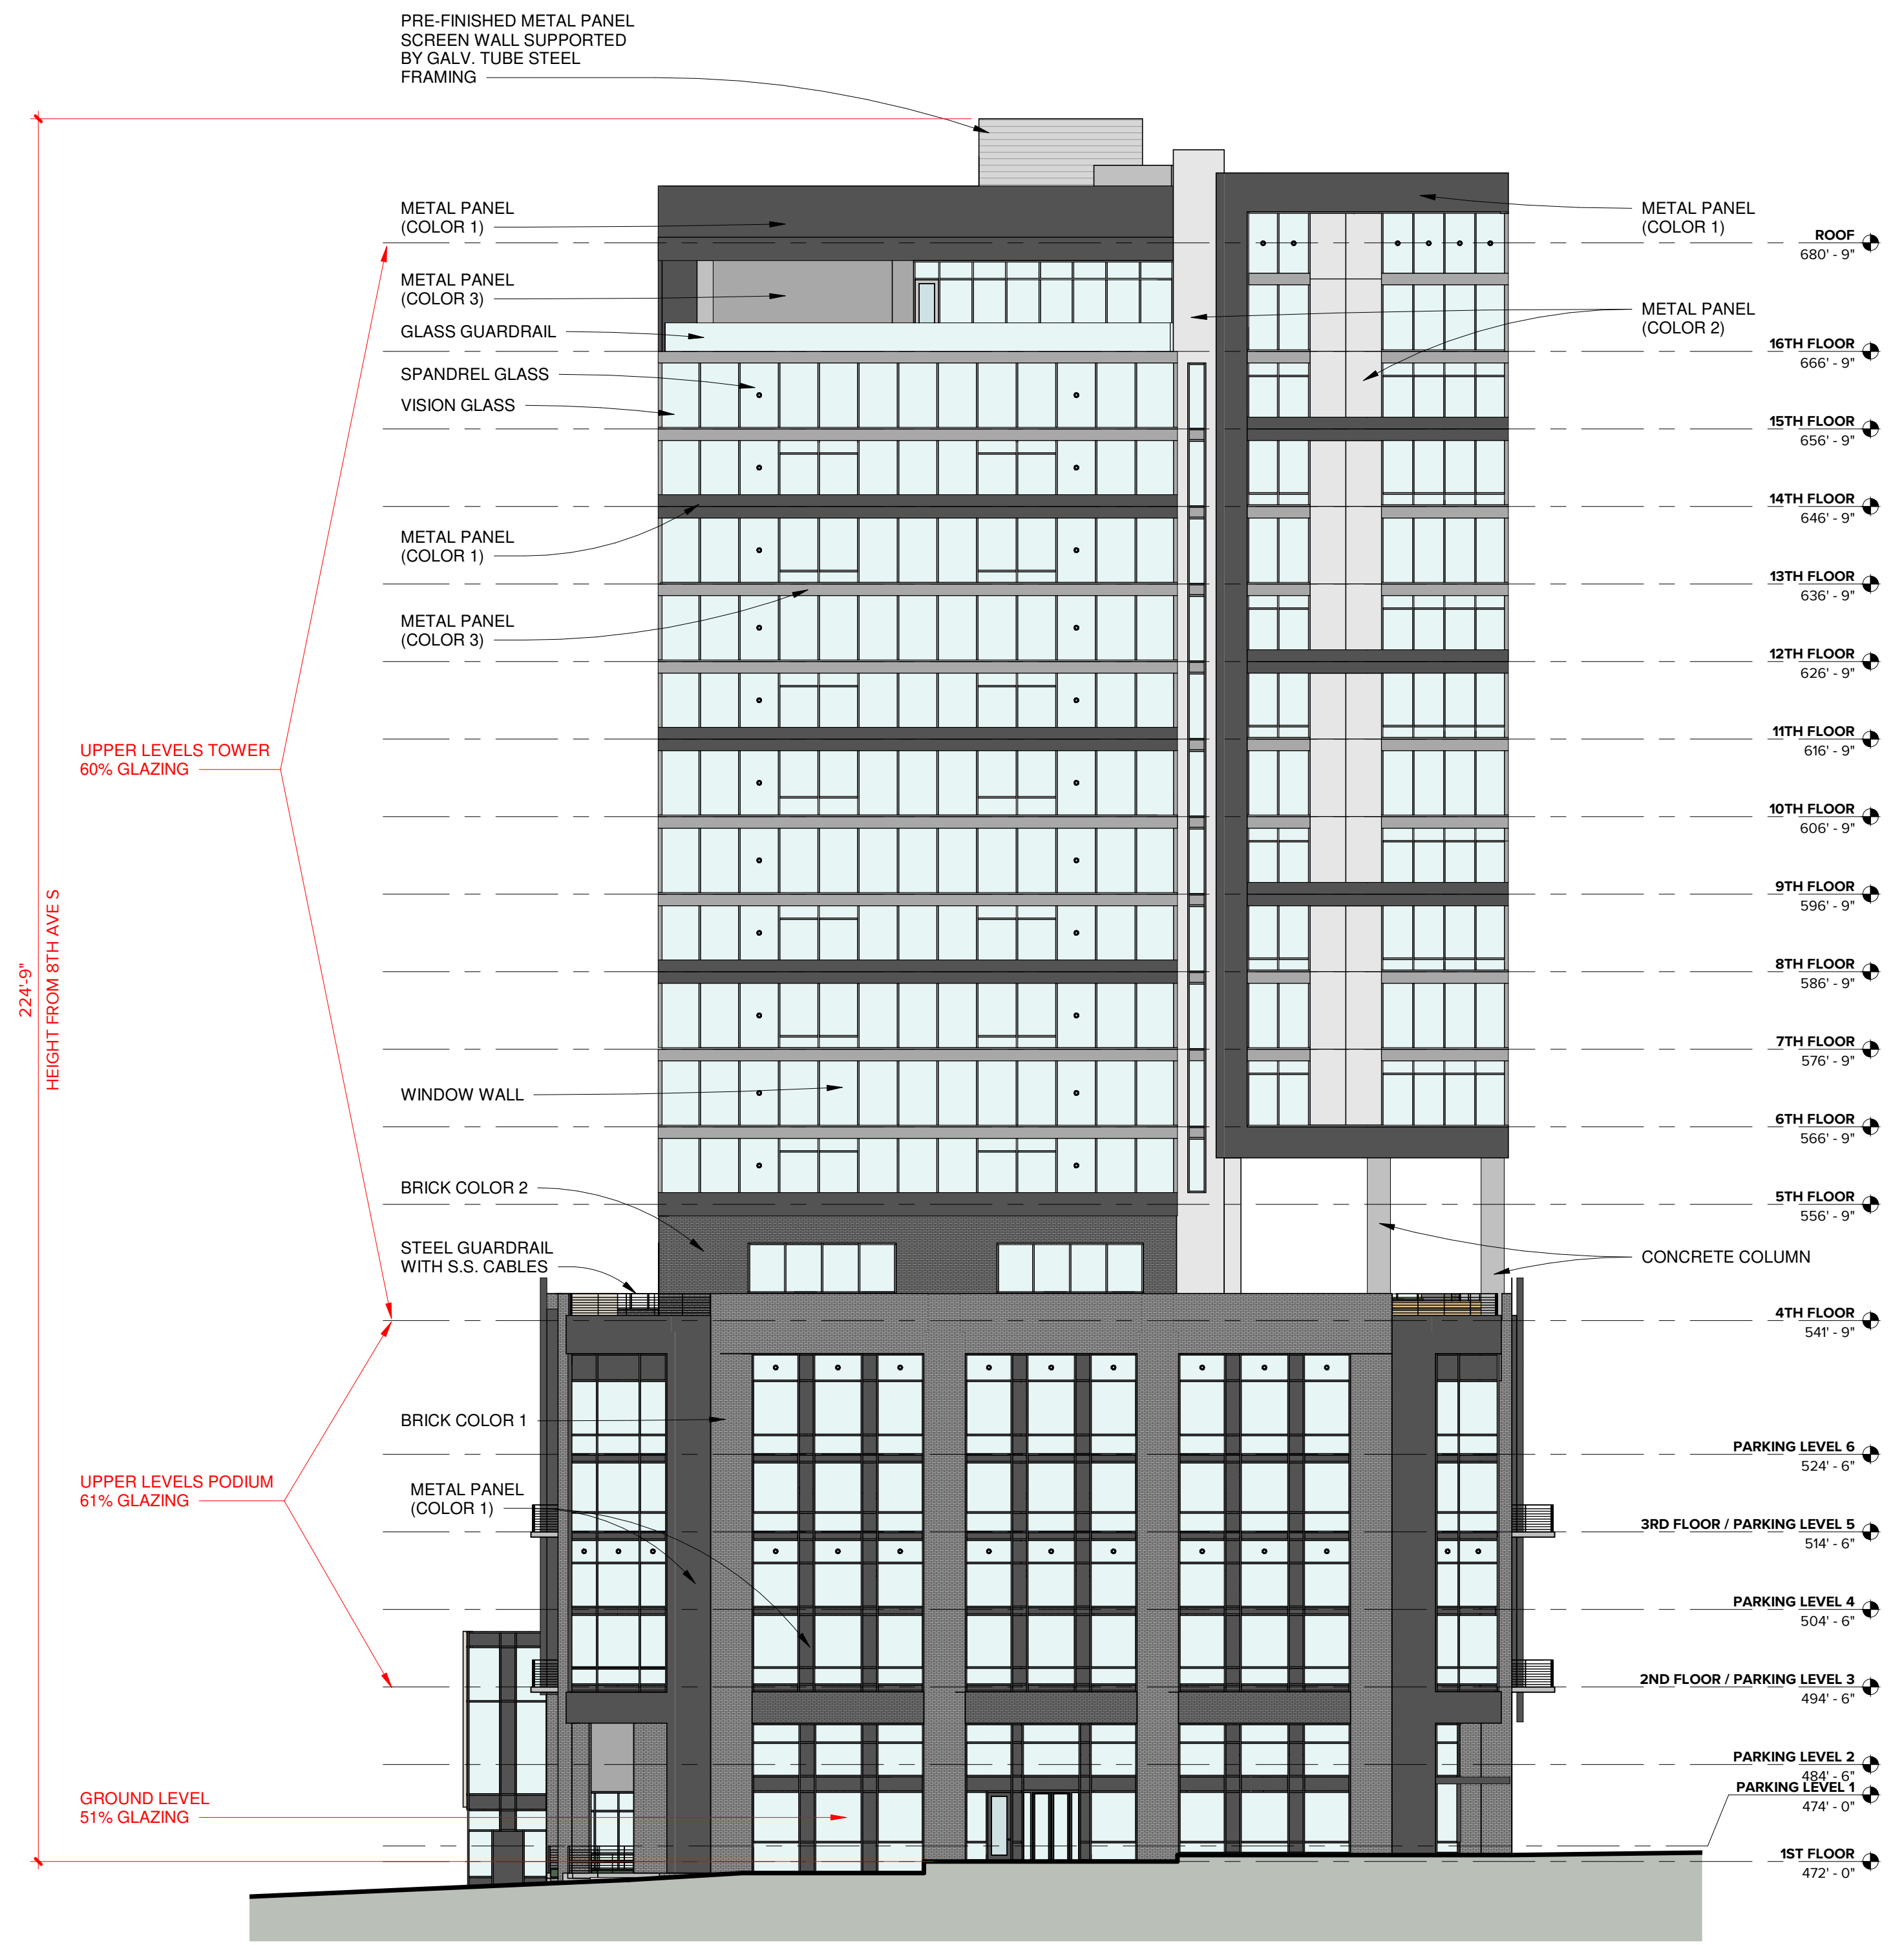 PRE-FINISHED METAL PANEL
SCREEN WALL SUPPORTED
BY GALV. TUBE STEEL
FRAMING
METAL PANEL
(COLOR 1)
METAL PANEL
(COLOR 3)
GLASS GUARDRAIL
SPANDREL GLASS
VISION GLASS
METAL PANEL
(COLOR 1)
METAL PANEL
(COLOR 3)
UPPER LEVELS TOWER
60% GLAZING
224'-9"
HEIGHT FROM 8TH AVE S
WINDOW WALL
BRICK COLOR 2
STEEL GUARDRAIL
WITH S.S. CABLES
BRICK COLOR 1
UPPER LEVELS PODIUM
61% GLAZING
METAL PANEL
(COLOR 1)
GROUND LEVEL
51% GLAZING
METAL PANEL
(COLOR 1)
METAL PANEL
(COLOR 2)
CONCRETE COLUMN
ROOF
680' - 9"
16TH FLOOR
666' - 9"
15TH FLOOR
656' - 9"
14TH FLOOR
646' - 9"
13TH FLOOR
636' - 9"
12TH FLOOR
626' - 9"
11TH FLOOR
616' - 9"
10TH FLOOR
606' - 9"
9TH FLOOR
596' - 9"
8TH FLOOR
586' - 9"
7TH FLOOR
576' - 9"
6TH FLOOR
566' - 9"
5TH FLOOR
556' - 9"
4TH FLOOR
541' - 9"
PARKING LEVEL 6
524' - 6"
3RD FLOOR / PARKING LEVEL 5
514' - 6"
PARKING LEVEL 4
504' - 6"
2ND FLOOR / PARKING LEVEL 3
494' - 6"
PARKING LEVEL 2
484' - 6"
PARKING LEVEL 1
474' - 0"
1ST FLOOR
472' - 0"